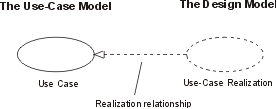 The Use-Case Model
The Design Model
Use Case
Use-Case Realization
Realization relationship